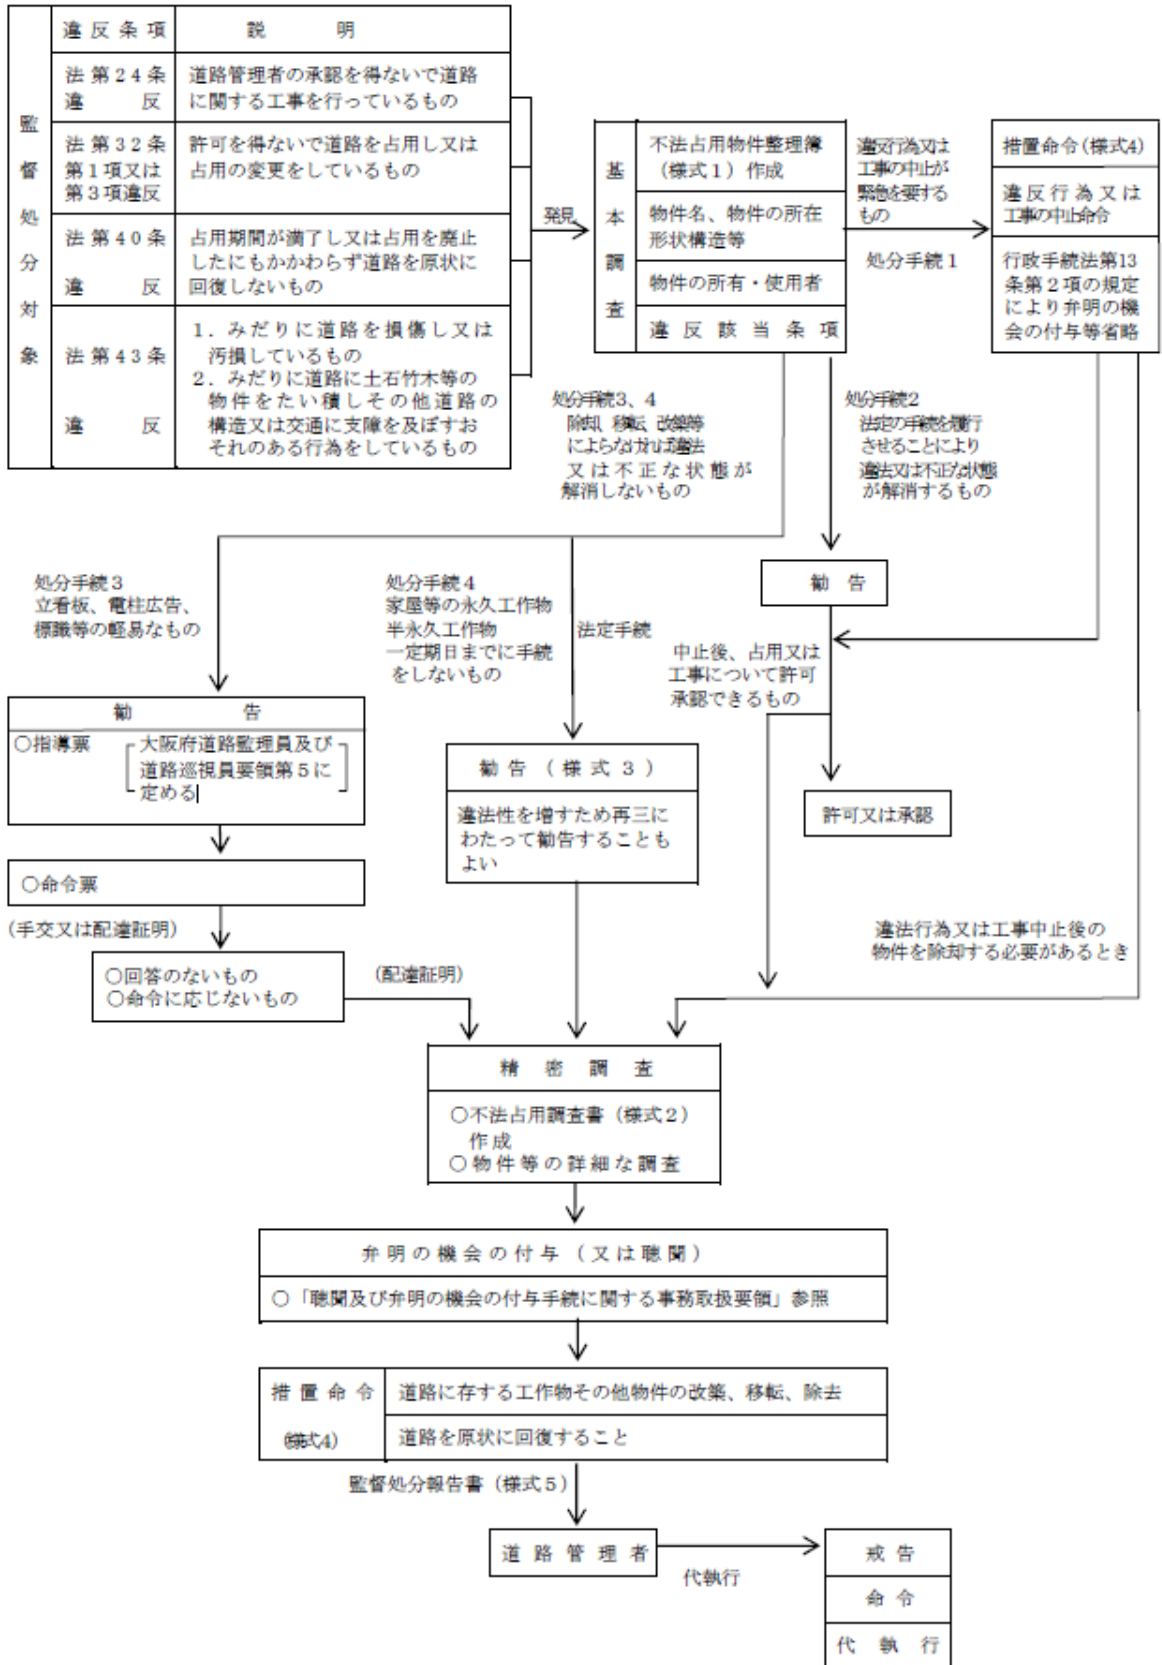 監督処分対象
違反条項
説明
法第24条
違反
道路管理者の承認を得ないで道路
に関する工事を行っているもの
法第32条
第1項又は
第3項違反
許可を得ないで道路を占用し又は
占用の変更をしているもの
法第40条
違反
占用期間が満了し又は占用を廃止
したにもかかわらず道路を原状に
回復しないもの
法第43条
違反
1．みだりに道路を損傷し又は
汚損しているもの
2．みだりに道路に土石竹木等の
物件をたい積しその他道路の
構造又は交通に支障を及ぼすお
それのある行為をしているもの
発見
基本調査
不法占用物件整理簿
（様式1）作成
物件名、物件の所在
形状構造等
物件の所有・使用者
違反該当条項
違反行為又は
工事の中止が
緊急を要する
もの
処分手続1
措置命令(様式4)
違反行為又は
工事の中止命令
行政手続法第13
条第2項の規定
により弁明の機
会の付与等省略
処分手続3、4
除却、移転、改築等
によらなければ違法
又は不正な状態が
解消しないもの
処分手続2
法定の手続を履行
させることにより
違法又は不正な状態
が解消するもの
処分手続3
立看板、電柱広告、
標識等の軽易なもの
処分手続4
家屋等の永久工作物
半永久工作物
一定期日までに手続
をしないもの
法定手続
勧告
中止後、占用又は
工事について許可
承認できるもの
勧告
○指導票
大阪府道路監理員及び
道路巡視員要領第5に
定める
勧告（様式3）
違法性を増すため再三に
わたって勧告することも
よい
許可又は承認
○命令票
(手交又は配達証明)
○回答のないもの
○命令に応じないもの
(配達証明)
違法行為又は工事中止後の
物件を除却する必要があるとき
精密調査
○不法占用調査書（様式2）
作成
○物件等の詳細な調査
弁明の機会の付与（又は聴聞）
○「聴聞及び弁明の機会の付与手続に関する事務取扱要領」参照
措置命令
(様式4)
道路に存する工作物その他物件の改築、移転、除去
道路を原状に回復すること
監督処分報告書（様式5）
道路管理者
代執行
戒告
命令
代執行